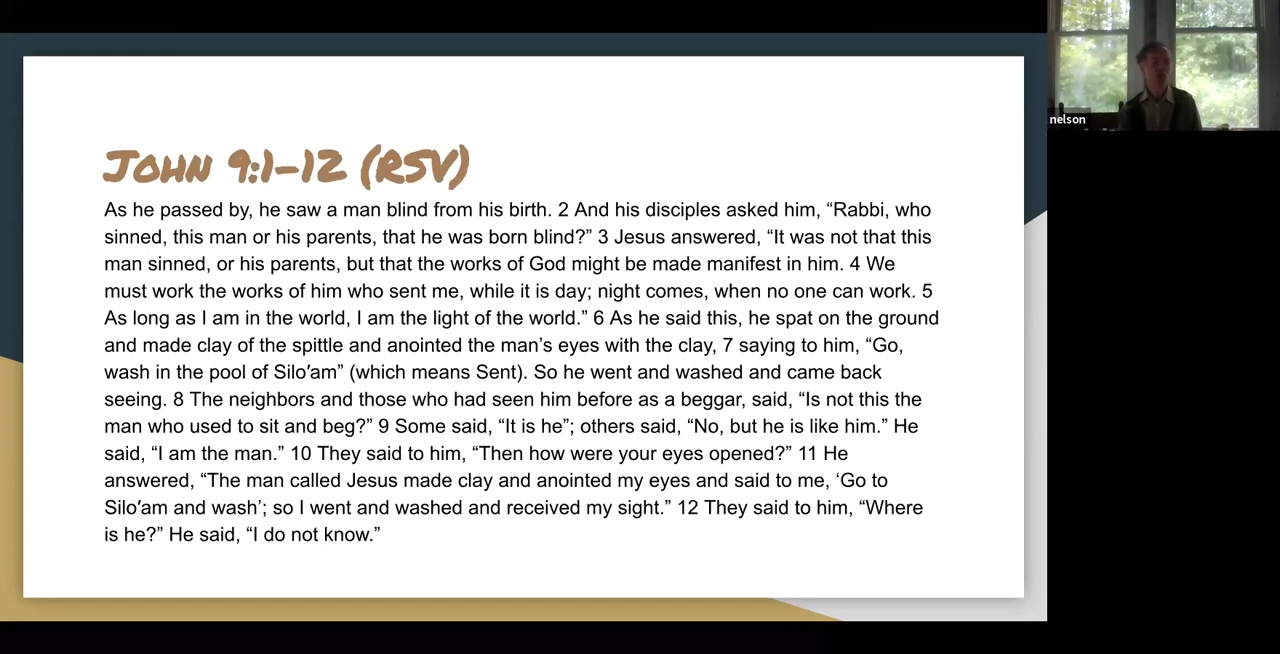 John 9:1-12 (RSV)
As he passed by, he saw a man blind from his birth. 2 And his disciples asked him, “Rabbi, who
sinned, this man or his parents, that he was born blind?” 3 Jesus answered, “It was not that this
man sinned, or his parents, but that the works of God might be made manifest in him. 4 We
must work the works of him who sent me, while it is day; night comes, when no one can work. 5
As long as I am in the world, I am the light of the world.” 6 As he said this, he spat on the ground
and made clay of the spittle and anointed the man’s eyes with the clay, 7 saying to him, “Go,
wash in the pool of Silo′am” (which means Sent). So he went and washed and came back
seeing. 8 The neighbors and those who had seen him before as a beggar, said, “Is not this the
man who used to sit and beg?” 9 Some said, “It is he”; others said, “No, but he is like him.” He
said, “I am the man.” 10 They said to him, “Then how were your eyes opened?” 11 He
answered, “The man called Jesus made clay and anointed my eyes and said to me, ‘Go to
Silo′am and wash’; so I went and washed and received my sight.” 12 They said to him, “Where
is he?” He said, “I do not know.”
nelson